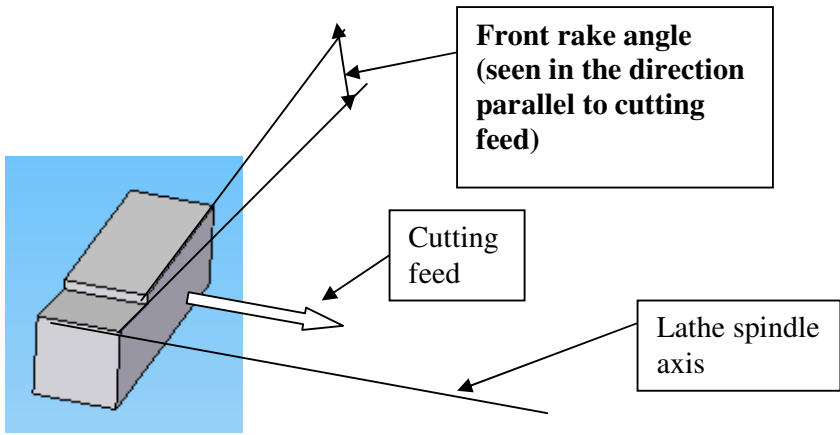 Front rake angle
(seen in the direction
parallel to cutting
feed)
Cutting
feed
Lathe spindle
axis